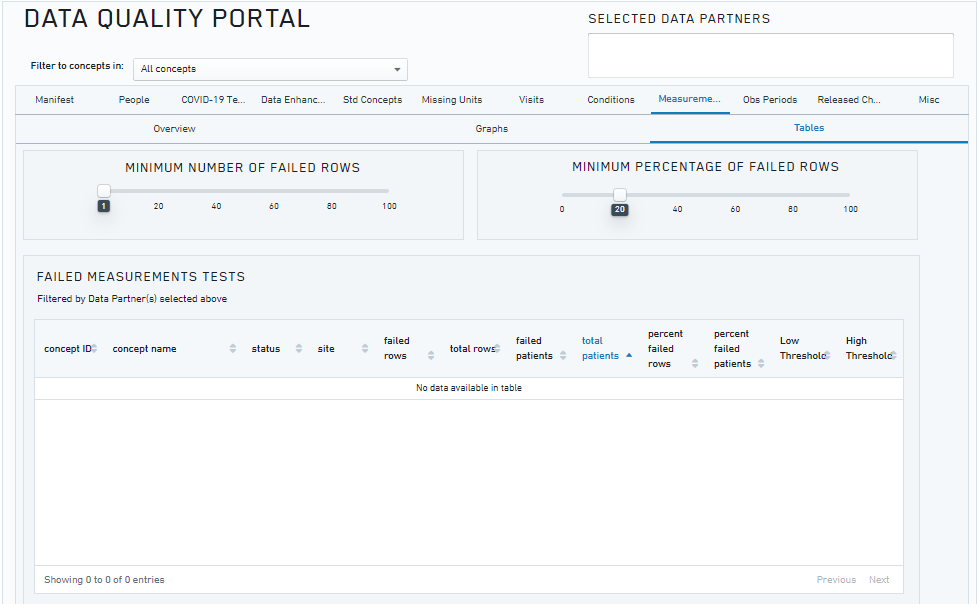 DATA QUALITY PORTAL
SELECTED DATA PARTNERS
Filter to concepts in:
All concepts
Manifest People COVID-19 Te... Data Enhanc... Std Concepts Missing Units Visits Conditions Measureme... Obs Periods Released Ch... Misc
Overview Graphs Tables
MINIMUM NUMBER OF FAILED ROWS
1 20 40 60 80 100
MINIMUM PERCENTAGE OF FAILED ROWS
0 20 40 60 80 100
FAILED MEASUREMENTS TESTS
Filtered by Data Partner(s) selected above
concept ID
concept name
status
site
failed
rows
total rows
failed
patients
total
patients
percent
failed
rows
percent
failed
patients
Low
Threshold
High
Threshold
No data available in table
Showing 0 to 0 of 0 entries
Previous Next